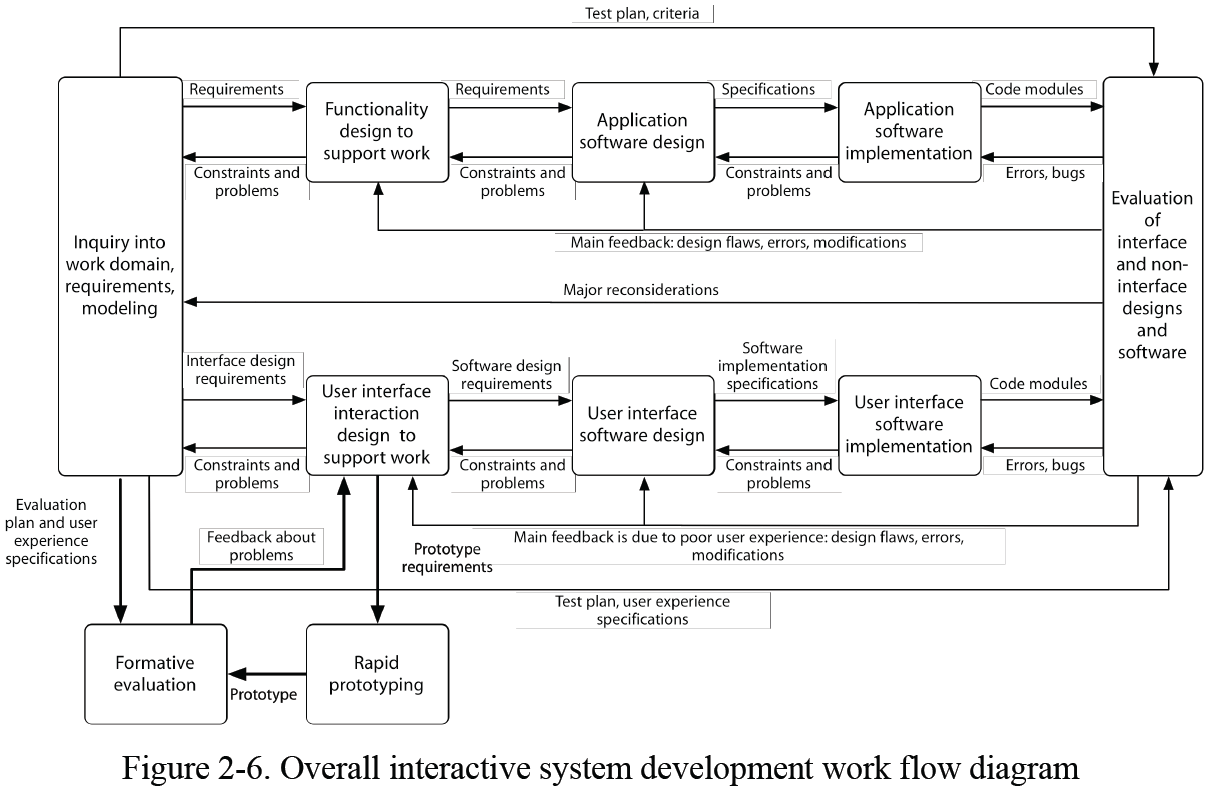 Test plan, criteria
Requirements
Requirements
Specifications
Code modules
Functionality
design to
support work
Application
software design
Application
software
implementation
Constraints and
problems
Constraints and
problems
Constraints and
problems
Errors, bugs
Inquiry into
work domain,
requirements,
modeling
Evaluation
of
interface
and non-
interface
designs
and
software
Main feedback: design flaws, errors, modifications
Major reconsiderations
Interface design
requirements
Software design
requirements
Software
implementation
specifications
Code modules
User interface
interaction
design to
support work
User interface
software design
User interface
software
implementation
Constraints and
problems
Constraints and
problems
Constraints and
problems
Errors, bugs
Evaluation
plan and user
experience
specifications
Feedback about
problems
Prototype
requirements
Main feedback is due to poor user experience: design flaws, errors,
modifications
Test plan, user experience
specifications
Formative
evaluation
Prototype
Rapid
prototyping
Figure 2-6. Overall interactive system development work flow diagram